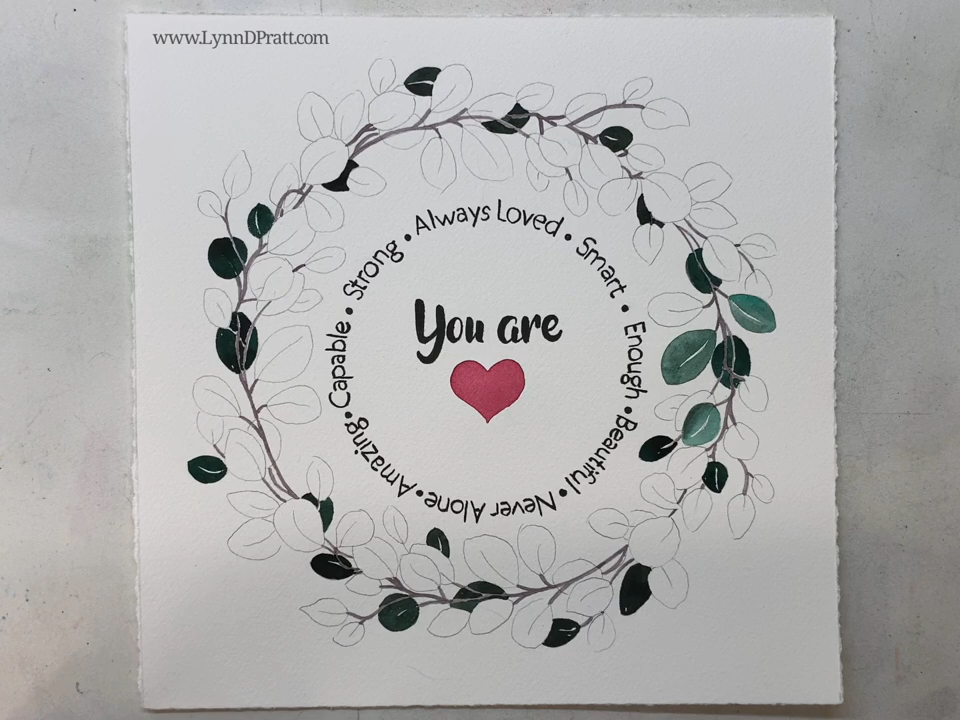 www.LynnDPratt.com
You are
Always Loved • Smart • Enough • Beautiful • Never Alone • Amazing • Capable • Strong •